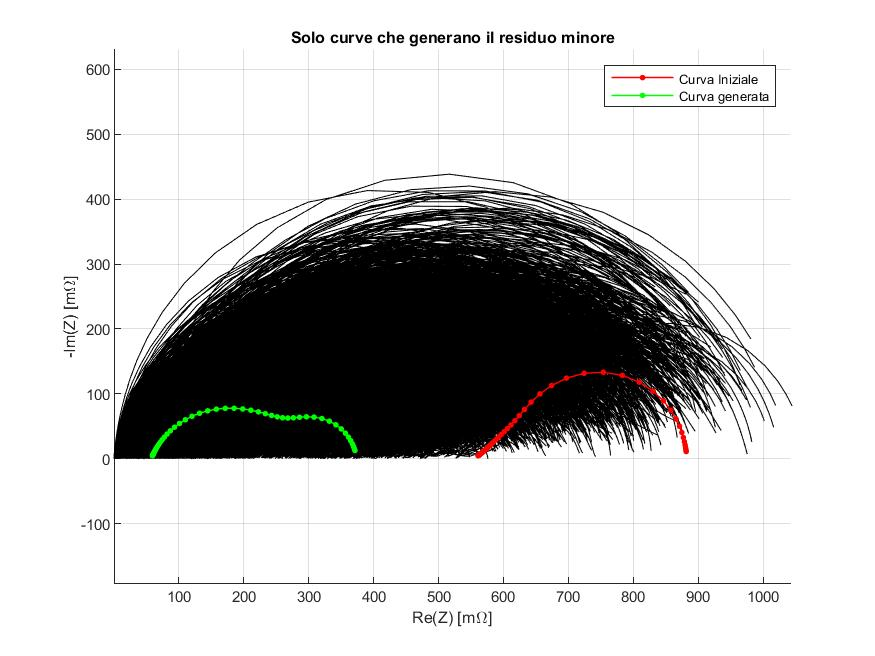 Solo curve che generano il residuo minore
Curva Iniziale
Curva generata
600
500
400
300
200
100
0
-100
-Im(Z) [mΩ]
100 200 300 400 500 600 700 800 900 1000
Re(Z) [mΩ]